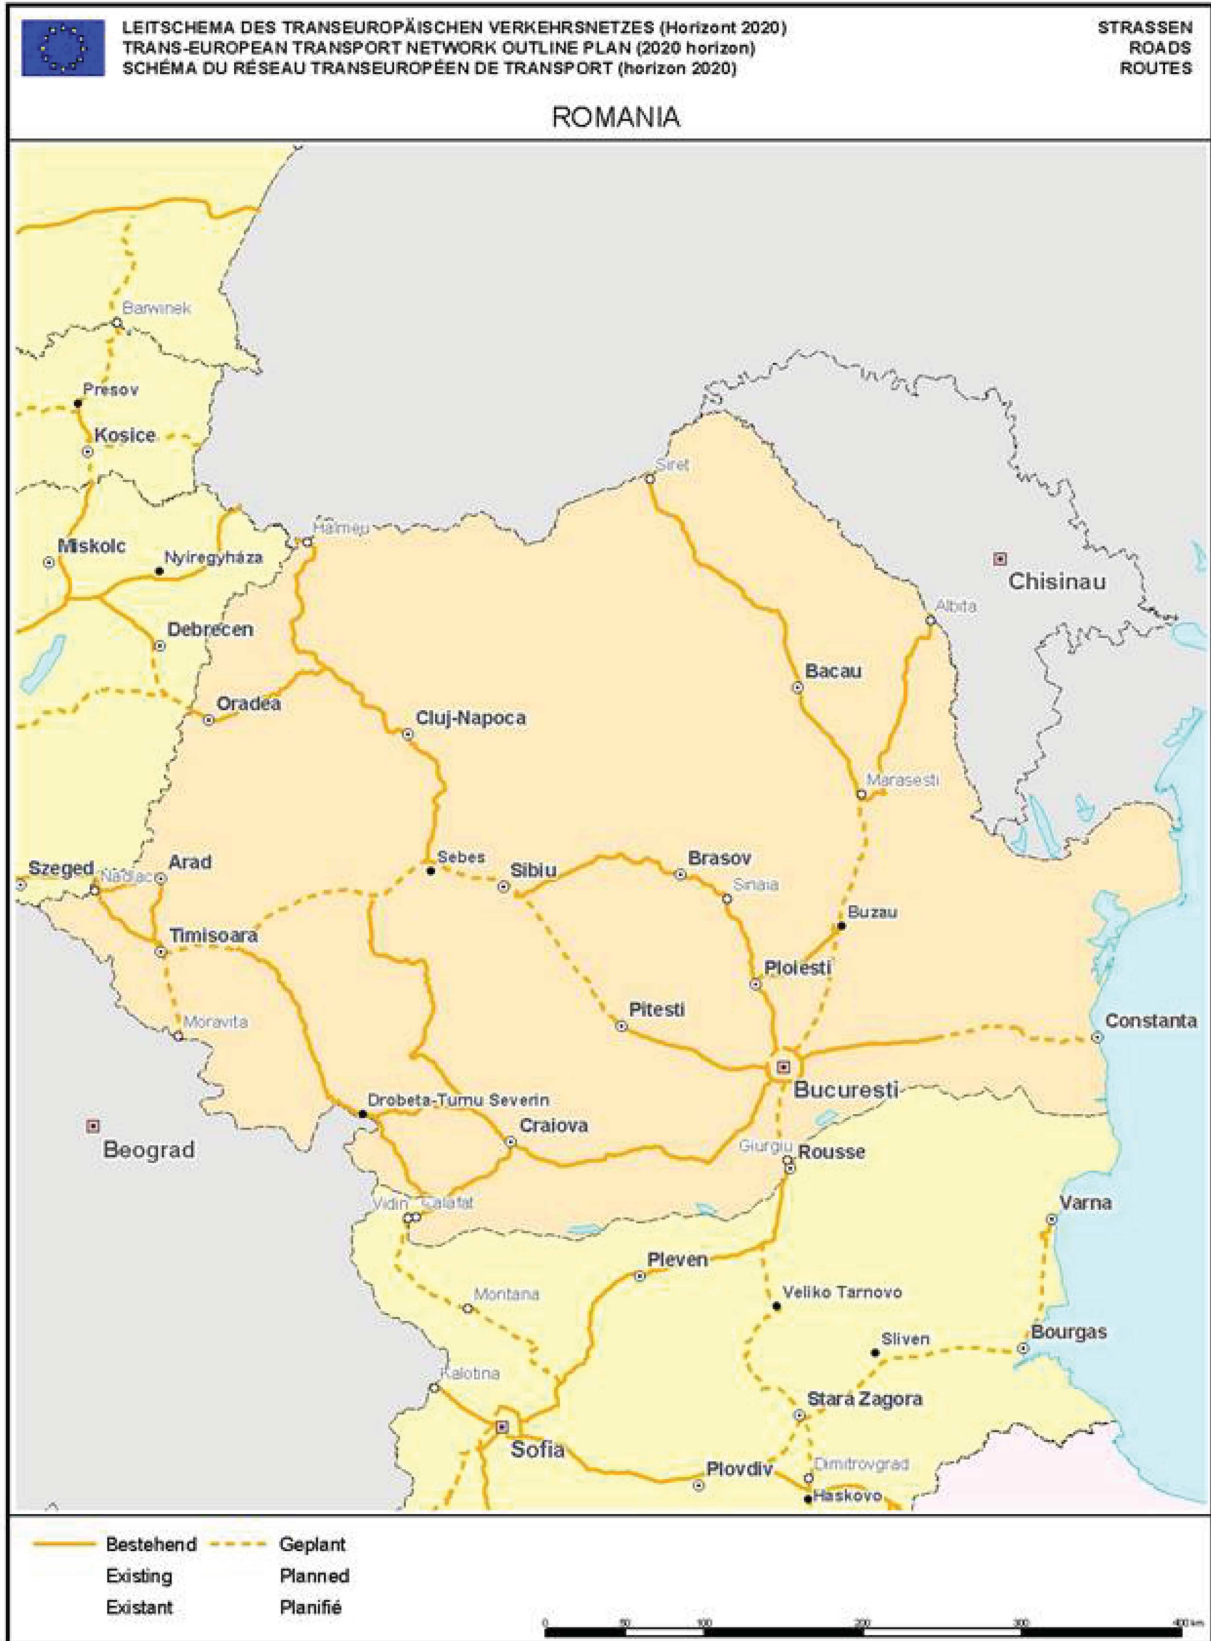 LEITSCHEMA DES TRANSEUROPÄISCHEN VERKEHRSNETZES (Horizont 2020)
TRANS-EUROPEAN TRANSPORT NETWORK OUTLINE PLAN (2020 horizon)
SCHÉMA DU RÉSEAU TRANSEUROPÉEN DE TRANSPORT (horizon 2020)
STRASSEN
ROADS
ROUTES
ROMANIA
Barwinek
Presov
Kosice
Siret
Halmeu
Miskolc
Nyíregyháza
Chisinau
Albita
Debrecen
Bacau
Oradea
Cluj-Napoca
Marasesti
Szeged
Nadlac
Arad
Sebes
Sibiu
Brasov
Sinaia
Buzau
Timisoara
Ploiesti
Pitesti
Moravita
Constanta
Bucuresti
Drobeta-Turnu Severin
Craiova
Beograd
Giurgiu
Rousse
Vidin
Calafat
Varna
Pleven
Montana
Veliko Tarnovo
Sliven
Bourgas
Kalotina
Stara Zagora
Sofia
Plovdiv
Dimitrovgrad
Haskovo
Bestehend
Geplant
Existing
Planned
Existant
Planifié
0 50 100 200 300 400 km